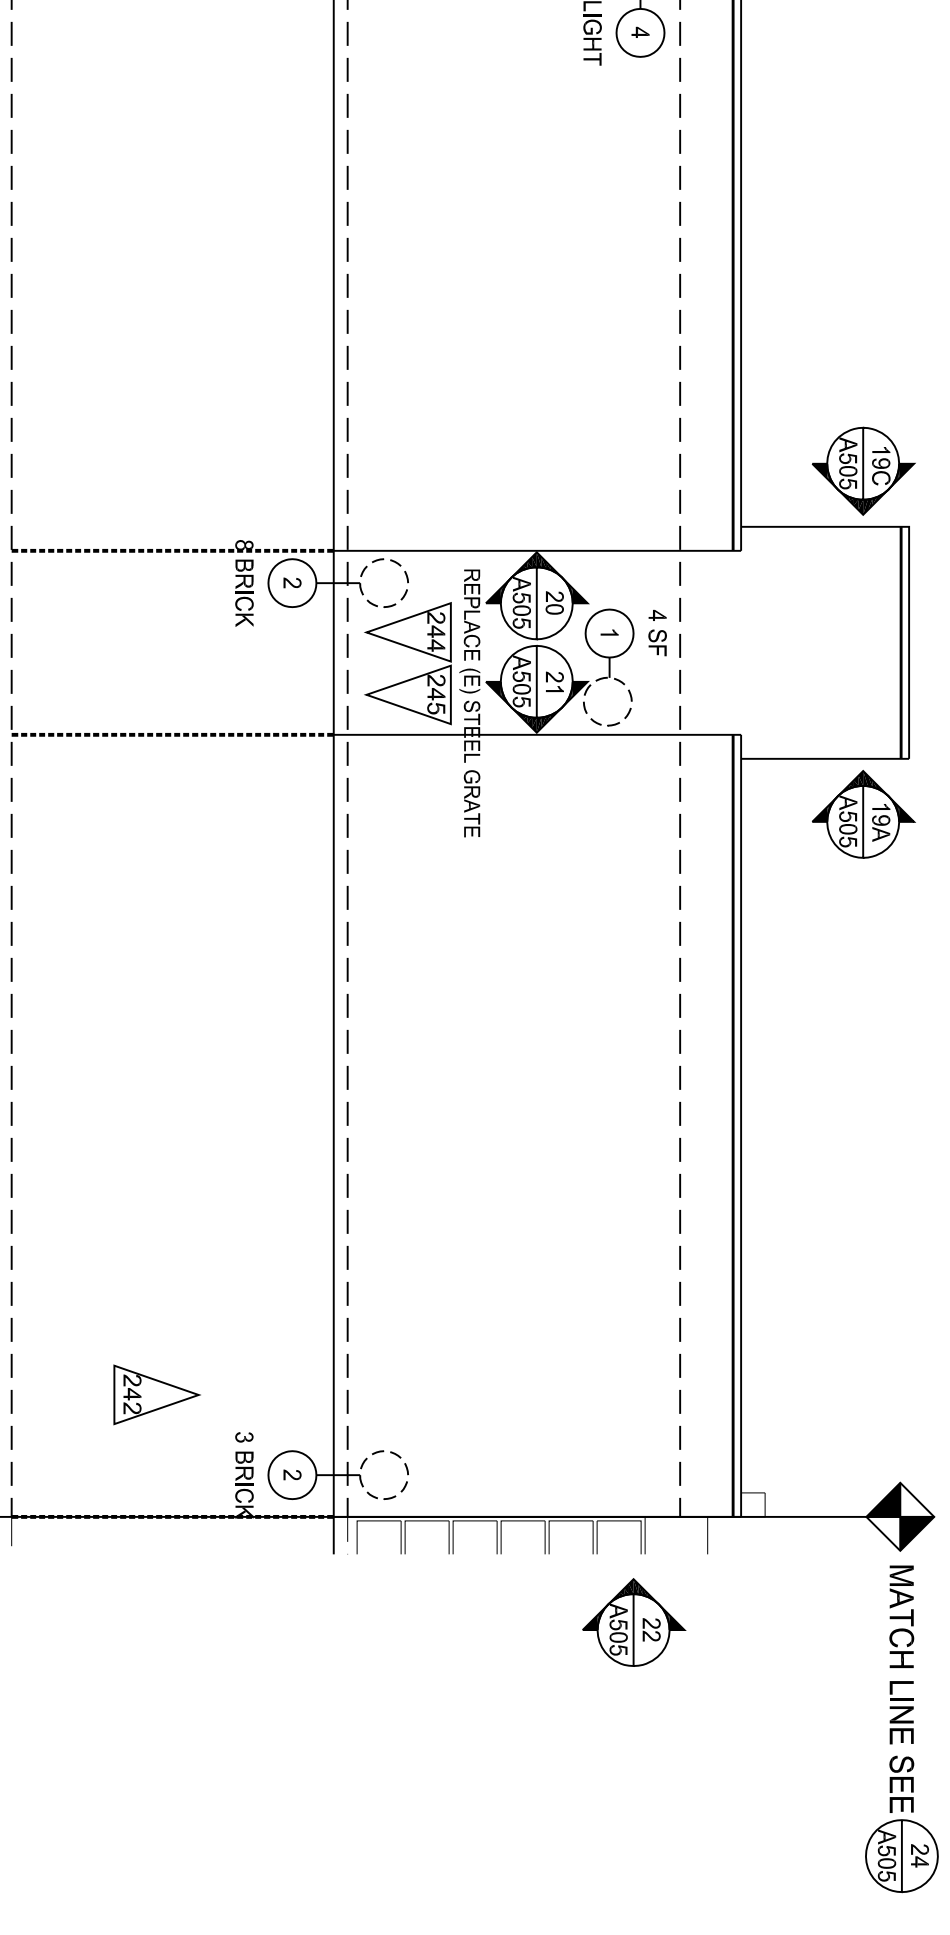 4
LIGHT
19C
A505
8 BRICK
2
244
245
REPLACE (E) STEEL GRATE
20
A505
21
A505
1
4 SF
19A
A505
242
3 BRICK
2
22
A505
MATCH LINE SEE
24
A505